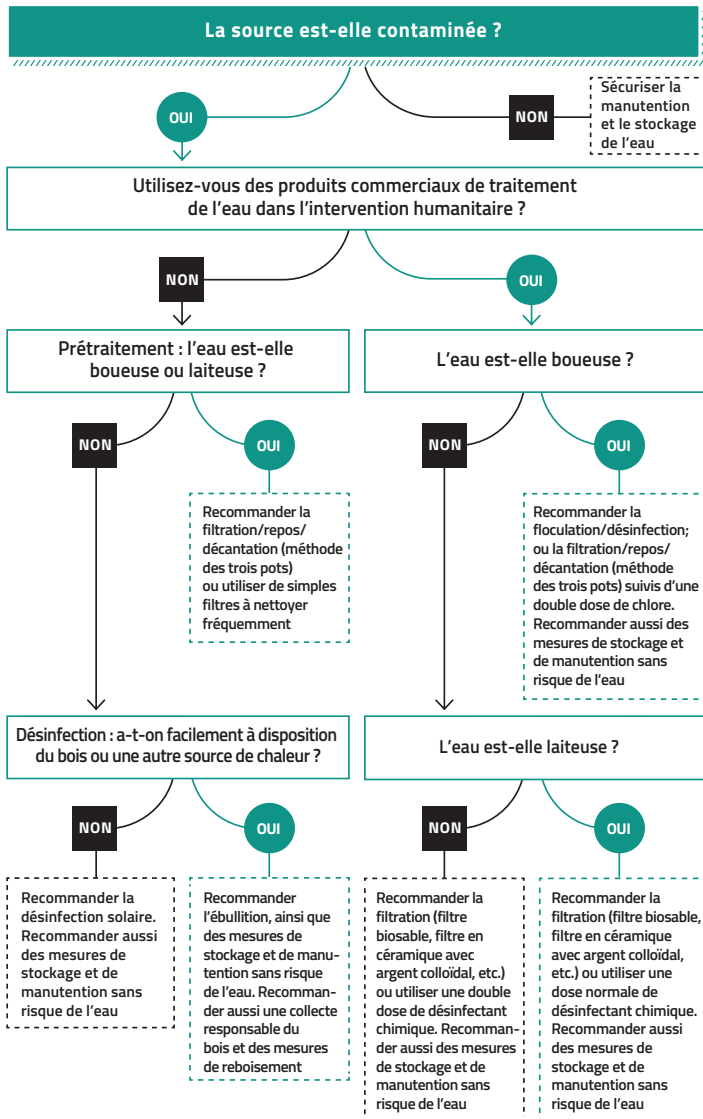 La source est-elle contaminée ?
OUI
NON
Sécuriser la
manutention
et le stockage
de l'eau
Utilisez-vous des produits commerciaux de traitement
de l'eau dans l'intervention humanitaire ?
NON
OUI
Prétraitement : l'eau est-elle
boueuse ou laiteuse ?
L'eau est-elle boueuse ?
NON
OUI
NON
OUI
Recommander la
filtration/repos/
décantation (méthode
des trois pots)
ou utiliser de simples
filtres à nettoyer
fréquemment
Recommander la
floculation/désinfection;
ou la filtration/repos/
décantation (méthode
des trois pots) suivis d'une
double dose de chlore.
Recommander aussi des
mesures de stockage et
de manutention sans
risque de l'eau
Désinfection : a-t-on facilement à disposition
du bois ou une autre source de chaleur ?
L'eau est-elle laiteuse ?
NON
OUI
NON
OUI
Recommander la
désinfection solaire.
Recommander aussi
des mesures de
stockage et de
manutention sans
risque de l'eau
Recommander
l'ébullition, ainsi que
des mesures de
stockage et de manu-
tention sans risque
de l'eau. Recomman-
der aussi une collecte
responsable du
bois et des mesures
de reboisement
Recommander la
filtration (filtre
biosable, filtre en
céramique avec
argent colloïdal, etc.)
ou utiliser une double
dose de désinfectant
chimique. Recomman-
der aussi des mesures
de stockage et de
manutention sans
risque de l'eau
Recommander la
filtration (filtre biosable,
filtre en céramique
avec argent colloïdal,
etc.) ou utiliser une
dose normale de
désinfectant chimique.
Recommander aussi
des mesures de
stockage et de
manutention sans
risque de l'eau